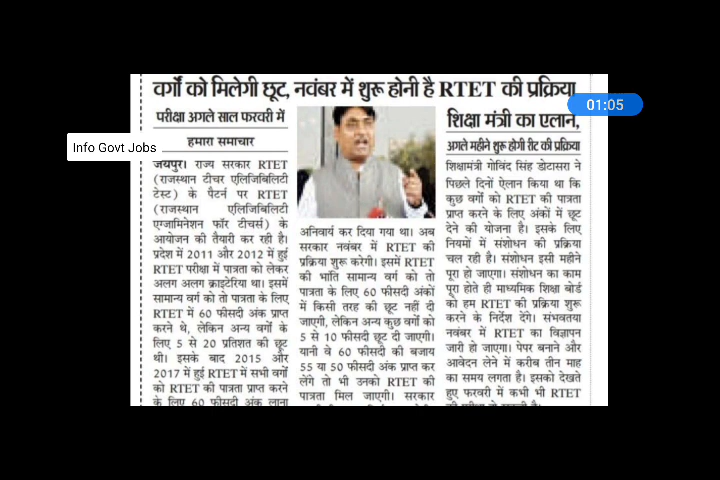 वर्गों को मिलेगी छूट, नवंबर में शुरू होनी है RTET की प्रक्रिया
01:05
Info Govt Jobs
परीक्षा अगले साल फरवरी में
हमारा समाचार
जयपुर। राज्य सरकार RTET
(राजस्थान टीचर एलिजिबिलिटी
टेस्ट) के पैटर्न पर RTET
(राजस्थान एलिजिबिलिटी
एग्जामिनेशन फॉर टीचर्स) के
आयोजन की तैयारी कर रही है।
प्रदेश में 2011 और 2012 में हुई
RTET परीक्षा में पात्रता को लेकर
अलग अलग क्राइटेरिया था। इसमें
सामान्य वर्ग को तो पात्रता के लिए
RTET में 60 फीसदी अंक प्राप्त
करने थे, लेकिन अन्य वर्गों के
लिए 5 से 20 प्रतिशत की छूट
थी। इसके बाद 2015 और
2017 में हुई RTET में सभी वर्गों
को RTET की पात्रता प्राप्त करने
के लिए 60 फीसदी अंक लाना
अनिवार्य कर दिया गया था। अब
सरकार नवंबर में RTET की
प्रक्रिया शुरू करेगी। इसमें RTET
की भांति सामान्य वर्ग को तो
पात्रता के लिए 60 फीसदी अंकों
में किसी तरह की छूट नहीं दी
जाएगी, लेकिन अन्य कुछ वर्गों को
5 से 10 फीसदी छूट दी जाएगी।
यानी वे 60 फीसदी की बजाय
55 या 50 फीसदी अंक प्राप्त कर
लेंगे तो भी उनको RTET की
पात्रता मिल जाएगी। सरकार
शिक्षा मंत्री का एलान,
अगले महीने शुरू होगी रीट की प्रक्रिया
शिक्षामंत्री गोविंद सिंह डोटासरा ने
पिछले दिनों ऐलान किया था कि
कुछ वर्गों को RTET की पात्रता
प्राप्त करने के लिए अंकों में छूट
देने की योजना है। इसके लिए
नियमों में संशोधन की प्रक्रिया
चल रही है। संशोधन इसी महीने
पूरा हो जाएगा। संशोधन का काम
पूरा होते ही माध्यमिक शिक्षा बोर्ड
को हम RTET की प्रक्रिया शुरू
करने के निर्देश देंगे। संभवतया
नवंबर में RTET का विज्ञापन
जारी हो जाएगा। पेपर बनाने और
आवेदन लेने में करीब तीन माह
का समय लगता है। इसको देखते
हुए फरवरी में कभी भी RTET